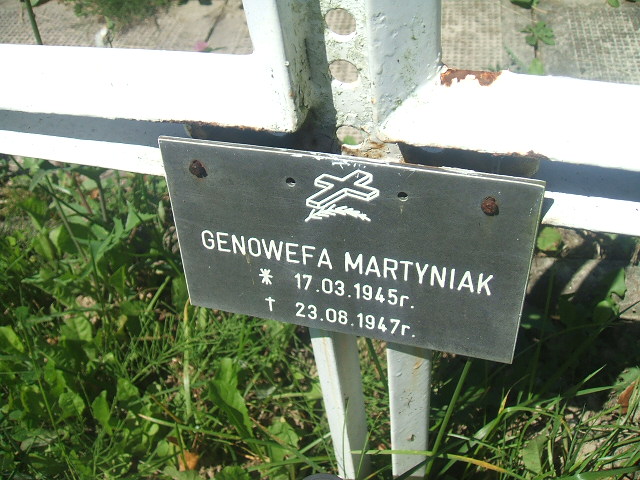 GENOWEFA MARTYNIAK
* 17.03.1945r.
† 23.08.1947r.